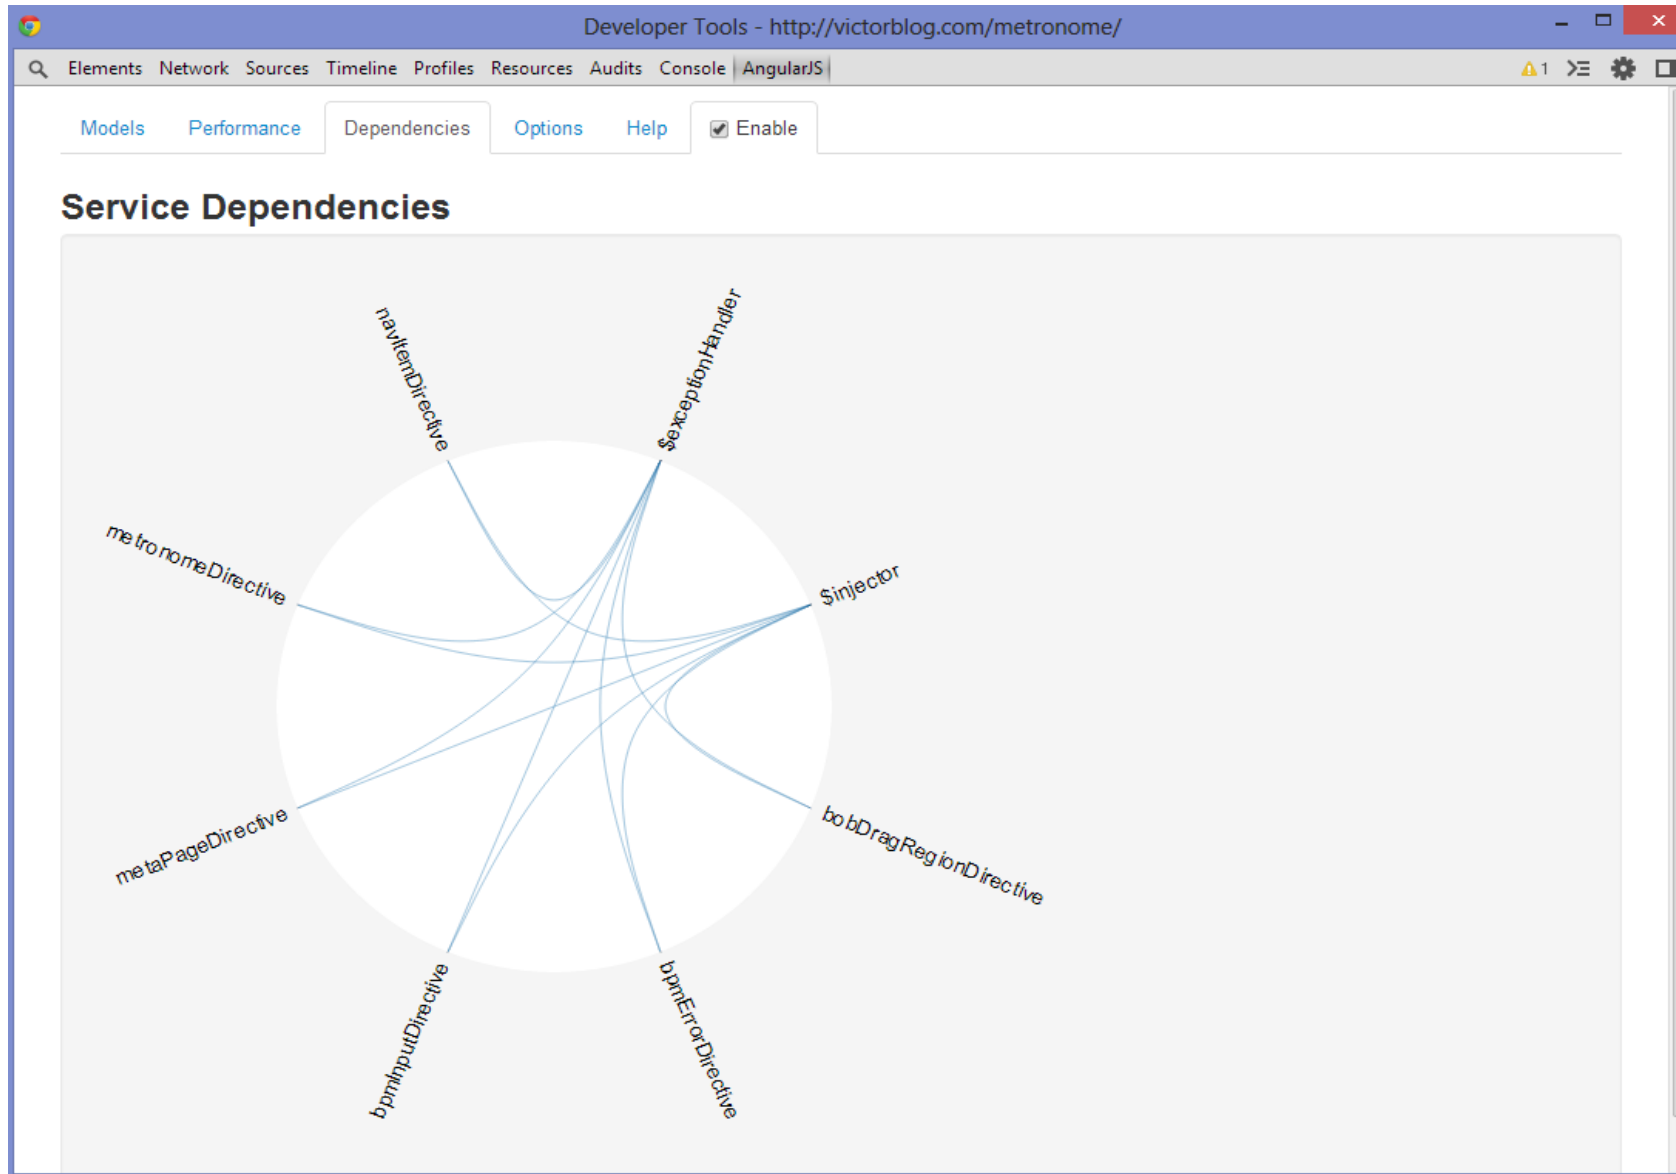 Developer Tools - http://victorblog.com/metronome/
Elements Network Sources Timeline Profiles Resources Audits Console AngularJS 1
Models Performance Dependencies Options Help Enable
Service Dependencies
navItemDirective
$exceptionHandler
metronomeDirective
$injector
metaPageDirective
bobDragRegionDirective
bpmInputDirective
bpmErrorDirective